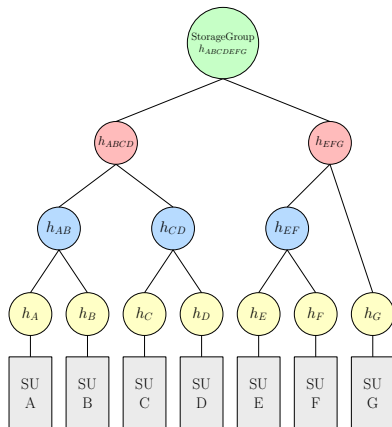 StorageGroup
h_ABCDEFG
h_ABCD
h_EFG
h_AB
h_CD
h_EF
h_A
h_B
h_C
h_D
h_E
h_F
h_G
SU
A
SU
B
SU
C
SU
D
SU
E
SU
F
SU
G